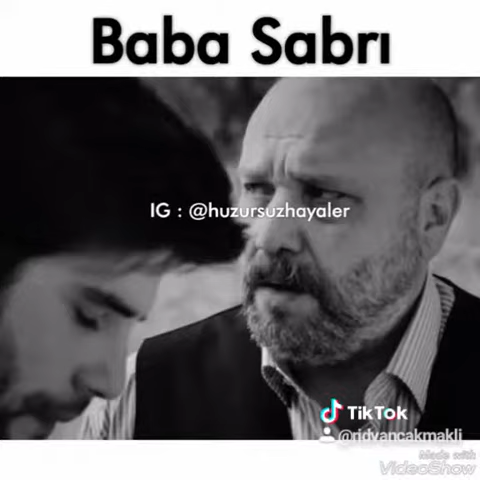 Baba Sabrı
IG : @huzursuzhayaler
TikTok
@ridvancakmakli
Made with
VideoShow